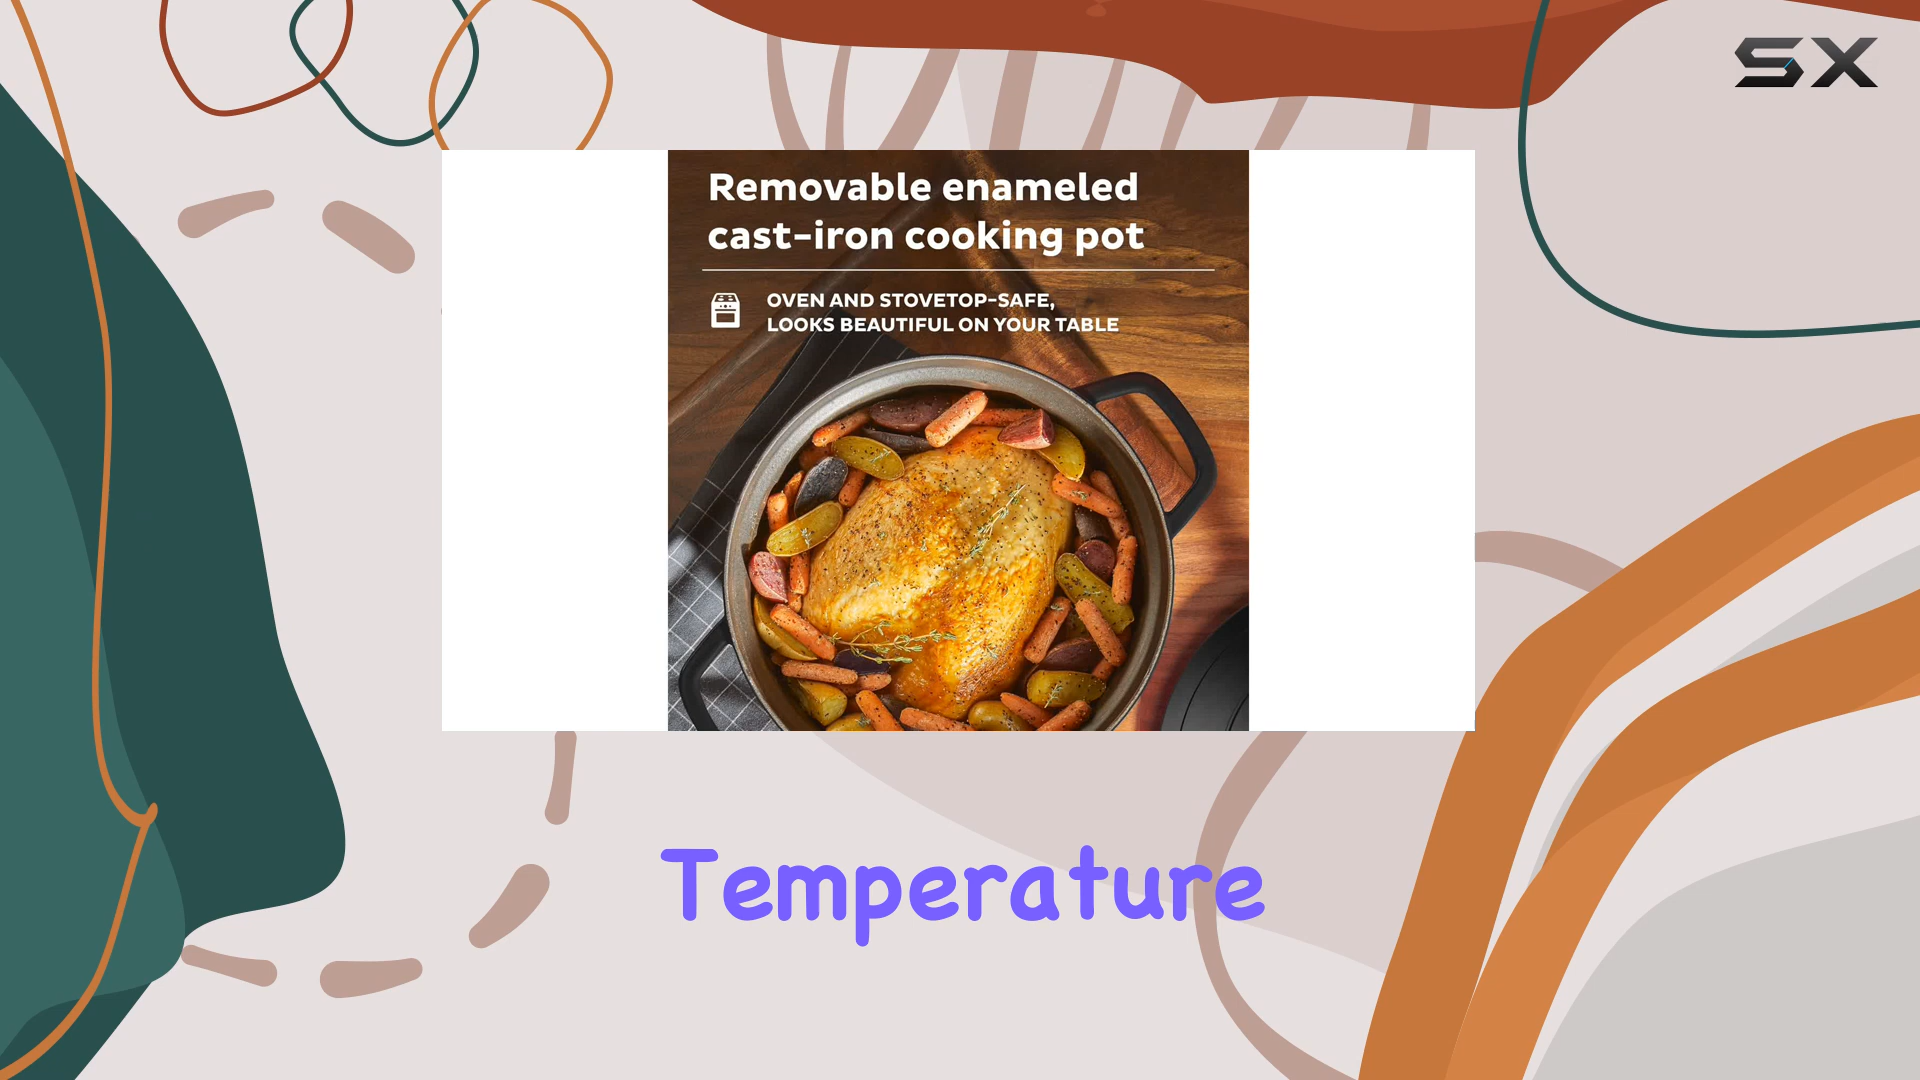 SX
Removable enameled
cast-iron cooking pot
OVEN AND STOVETOP-SAFE,
LOOKS BEAUTIFUL ON YOUR TABLE
Temperature